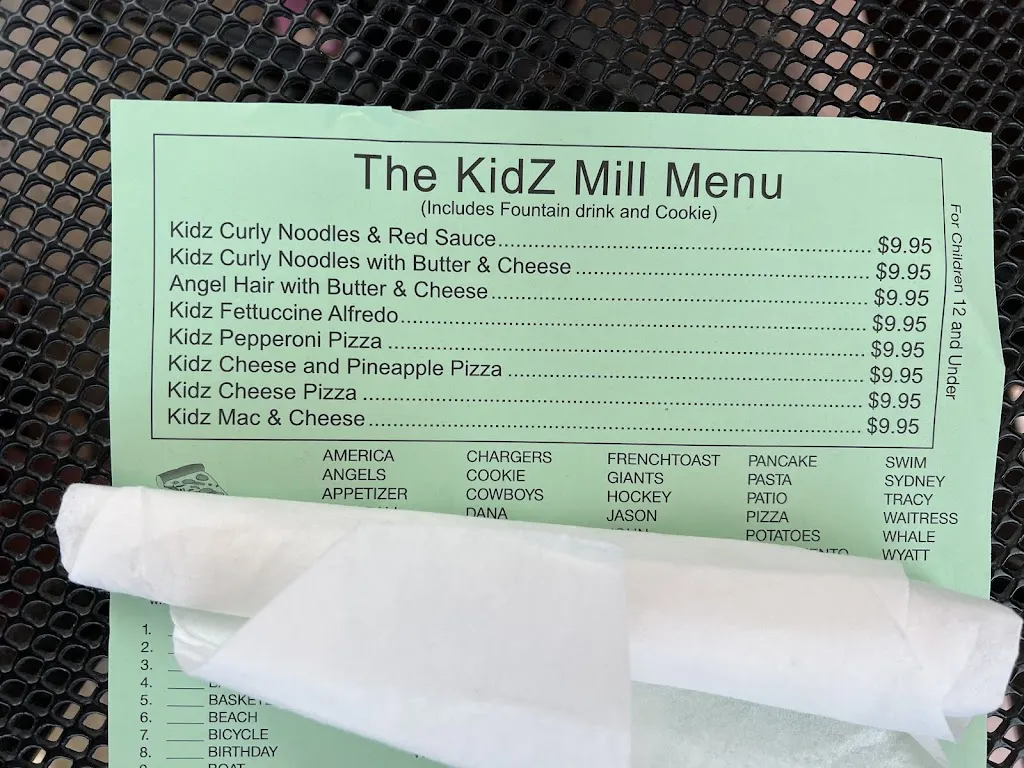 The KidZ Mill Menu
(Includes Fountain drink and Cookie)
Kidz Curly Noodles & Red Sauce $9.95
Kidz Curly Noodles with Butter & Cheese $9.95
Angel Hair with Butter & Cheese $9.95
Kidz Fettuccine Alfredo $9.95
Kidz Pepperoni Pizza $9.95
Kidz Cheese and Pineapple Pizza $9.95
Kidz Cheese Pizza $9.95
Kidz Mac & Cheese $9.95
For Children 12 and Under
AMERICA CHARGERS FRENCHTOAST PANCAKE SWIM
ANGELS COOKIE GIANTS PASTA SYDNEY
APPETIZER COWBOYS HOCKEY PATIO TRACY
DANA JASON PIZZA WAITRESS
POTATOES WHALE
WYATT
1.
2.
3.
4.
5.
6. BEACH
7. BICYCLE
8. BIRTHDAY